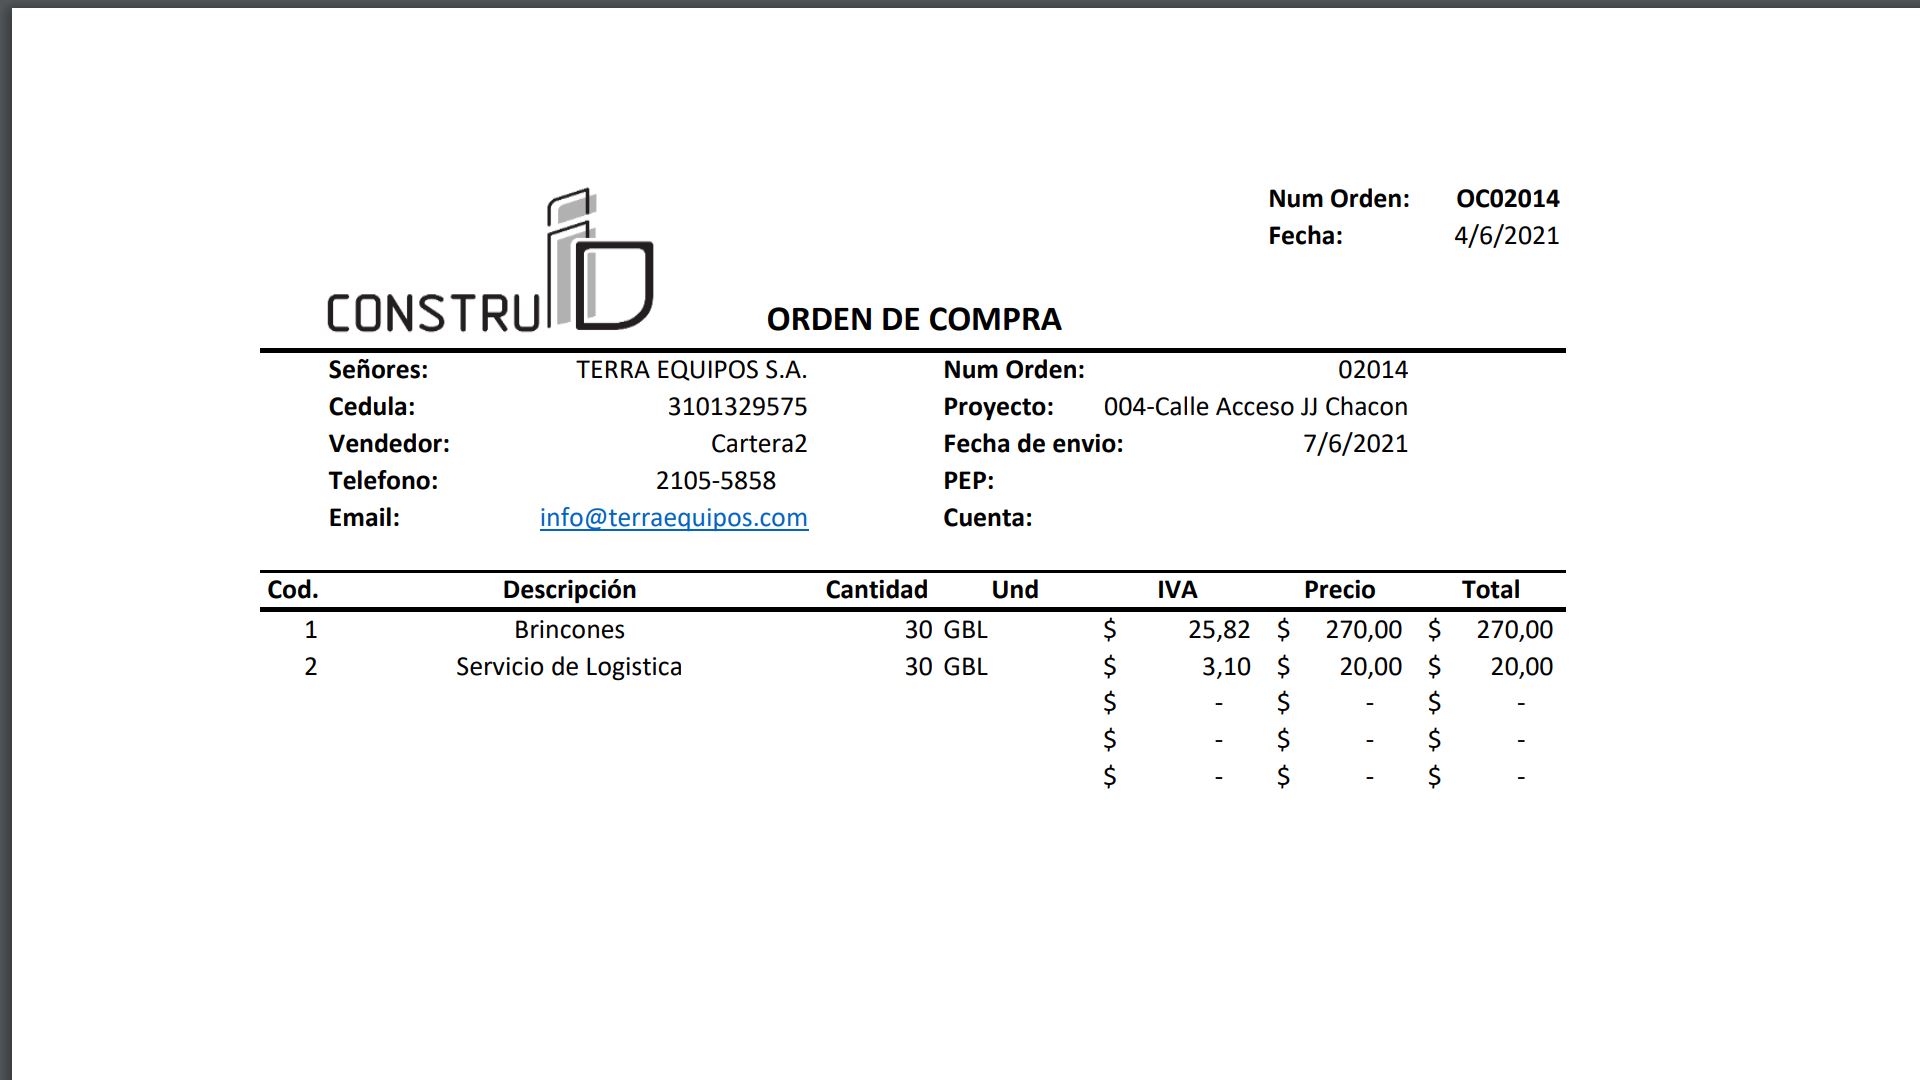 Num Orden: OC02014
Fecha: 4/6/2021
CONSTRU D
ORDEN DE COMPRA
Señores: TERRA EQUIPOS S.A. Num Orden: 02014
Cedula: 3101329575 Proyecto: 004-Calle Acceso JJ Chacon
Vendedor: Cartera2 Fecha de envio: 7/6/2021
Telefono: 2105-5858 PEP:
Email: info@terraequipos.com Cuenta:
Cod. Descripción Cantidad Und IVA Precio Total
1 Brincones 30 GBL $ 25,82 $ 270,00 $ 270,00
2 Servicio de Logistica 30 GBL $ 3,10 $ 20,00 $ 20,00
$ - $ - $ -
$ - $ - $ -
$ - $ - $ -